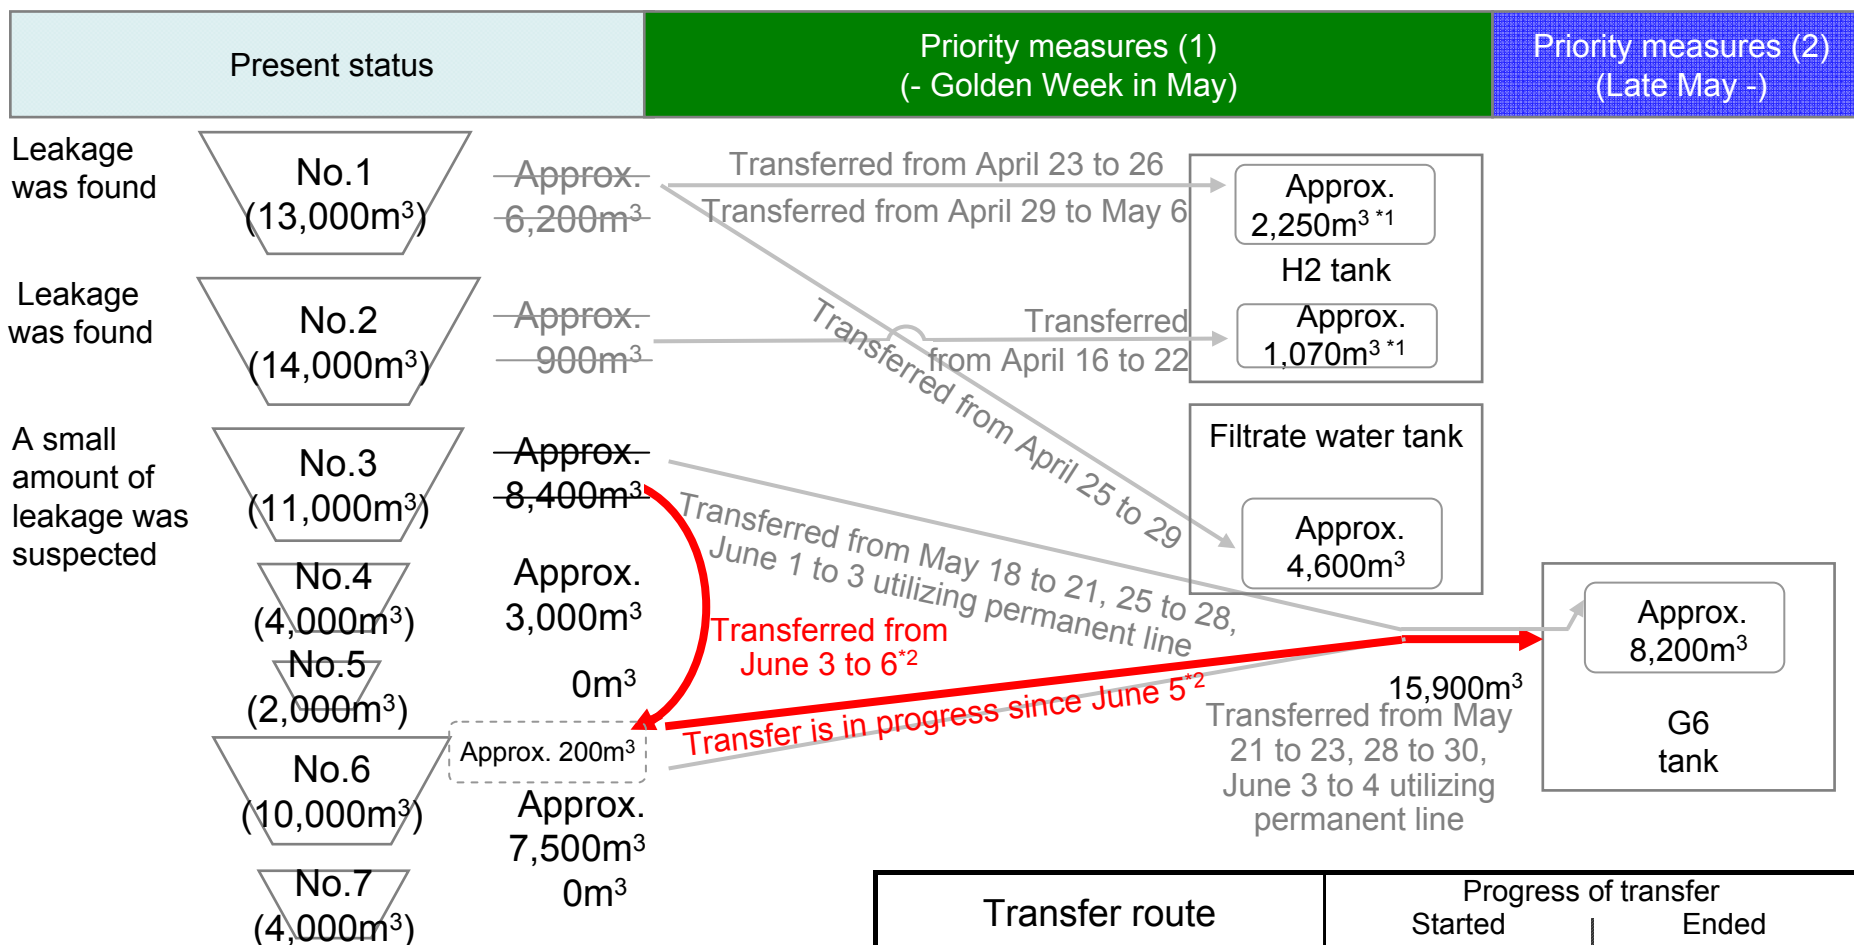 Present status
Priority measures (1)
(- Golden Week in May)
Priority measures (2)
(Late May -)
Leakage
was found
No.1
(13,000m³)
Approx.
6,200m³
Transferred from April 23 to 26
Transferred from April 29 to May 6
Approx.
2,250m³ *1
H2 tank
Leakage
was found
No.2
(14,000m³)
Approx.
900m³
Transferred
from April 16 to 22
Approx.
1,070m³ *1
Transferred from April 25 to 29
A small
amount of
leakage was
suspected
No.3
(11,000m³)
Approx.
8,400m³
Filtrate water tank
Approx.
4,600m³
Transferred from May 18 to 21, 25 to 28,
June 1 to 3 utilizing permanent line
No.4
(4,000m³)
Approx.
3,000m³
Transferred from
June 3 to 6*2
No.5
(2,000m³)
0m³
Approx.
8,200m³
G6
tank
15,900m³
Transfer is in progress since June 5*2
Transferred from May
21 to 23, 28 to 30,
June 3 to 4 utilizing
permanent line
No.6
(10,000m³)
Approx. 200m³
Approx.
7,500m³
No.7
(4,000m³)
0m³
Transfer route
Progress of transfer
Started
Ended